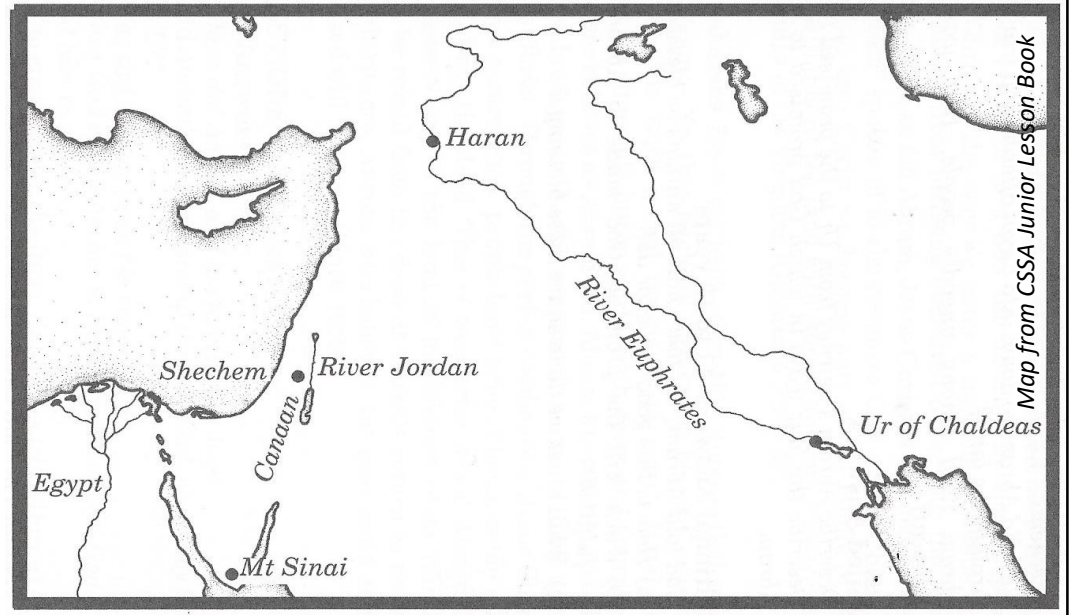 Haran
River Euphrates
Shechem
River Jordan
Canaan
Ur of Chaldeas
Egypt
Mt Sinai
Map from CSSA Junior Lesson Book